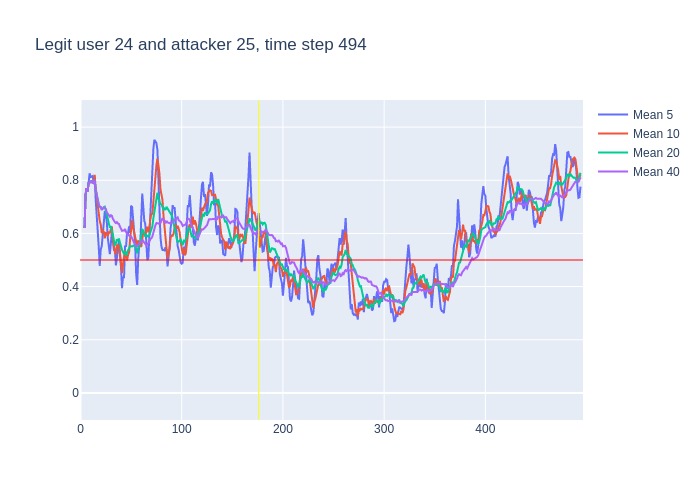 Legit user 24 and attacker 25, time step 494
Mean 5
Mean 10
Mean 20
Mean 40
1
0.8
0.6
0.4
0.2
0
0 100 200 300 400